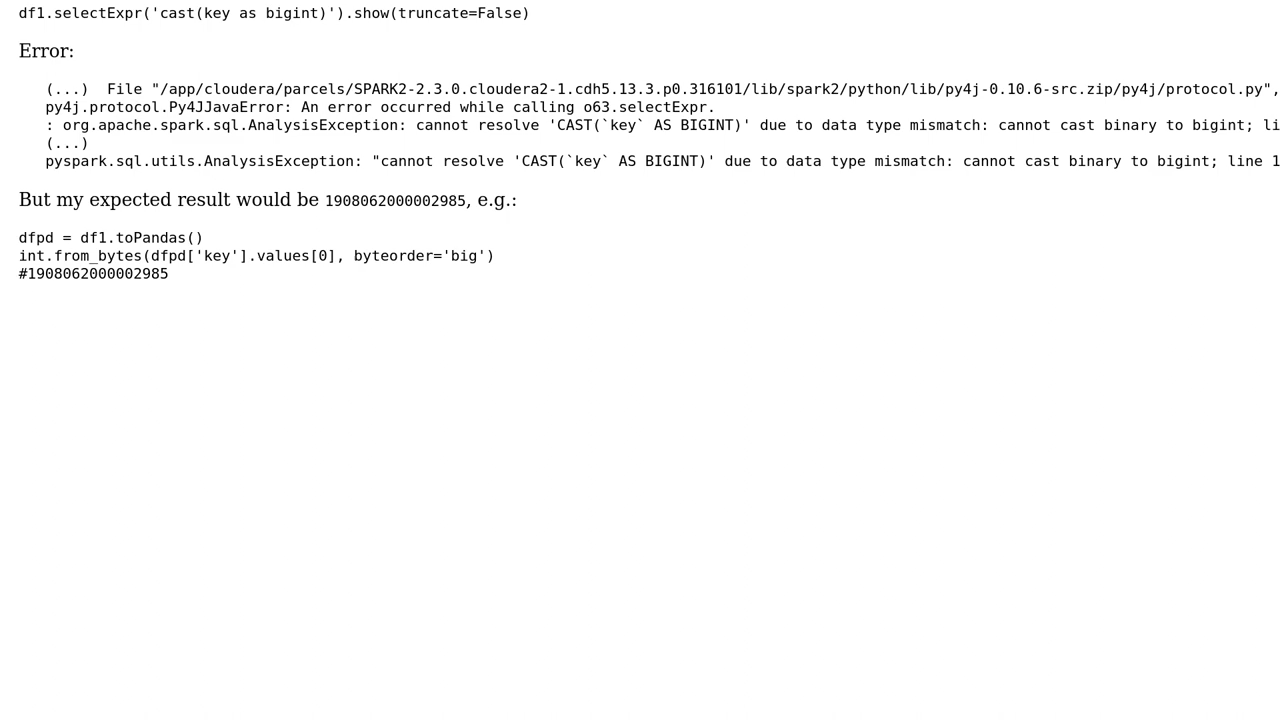 df1.selectExpr('cast(key as bigint)').show(truncate=False)
Error:
(...)  File "/app/cloudera/parcels/SPARK2-2.3.0.cloudera2-1.cdh5.13.3.p0.316101/lib/spark2/python/lib/py4j-0.10.6-src.zip/py4j/protocol.py",
py4j.protocol.Py4JJavaError: An error occurred while calling o63.selectExpr.
: org.apache.spark.sql.AnalysisException: cannot resolve 'CAST(`key` AS BIGINT)' due to data type mismatch: cannot cast binary to bigint; li
(...)
pyspark.sql.utils.AnalysisException: "cannot resolve 'CAST(`key` AS BIGINT)' due to data type mismatch: cannot cast binary to bigint; line 1
But my expected result would be 1908062000002985, e.g.:
dfpd = df1.toPandas()
int.from_bytes(dfpd['key'].values[0], byteorder='big')
#1908062000002985